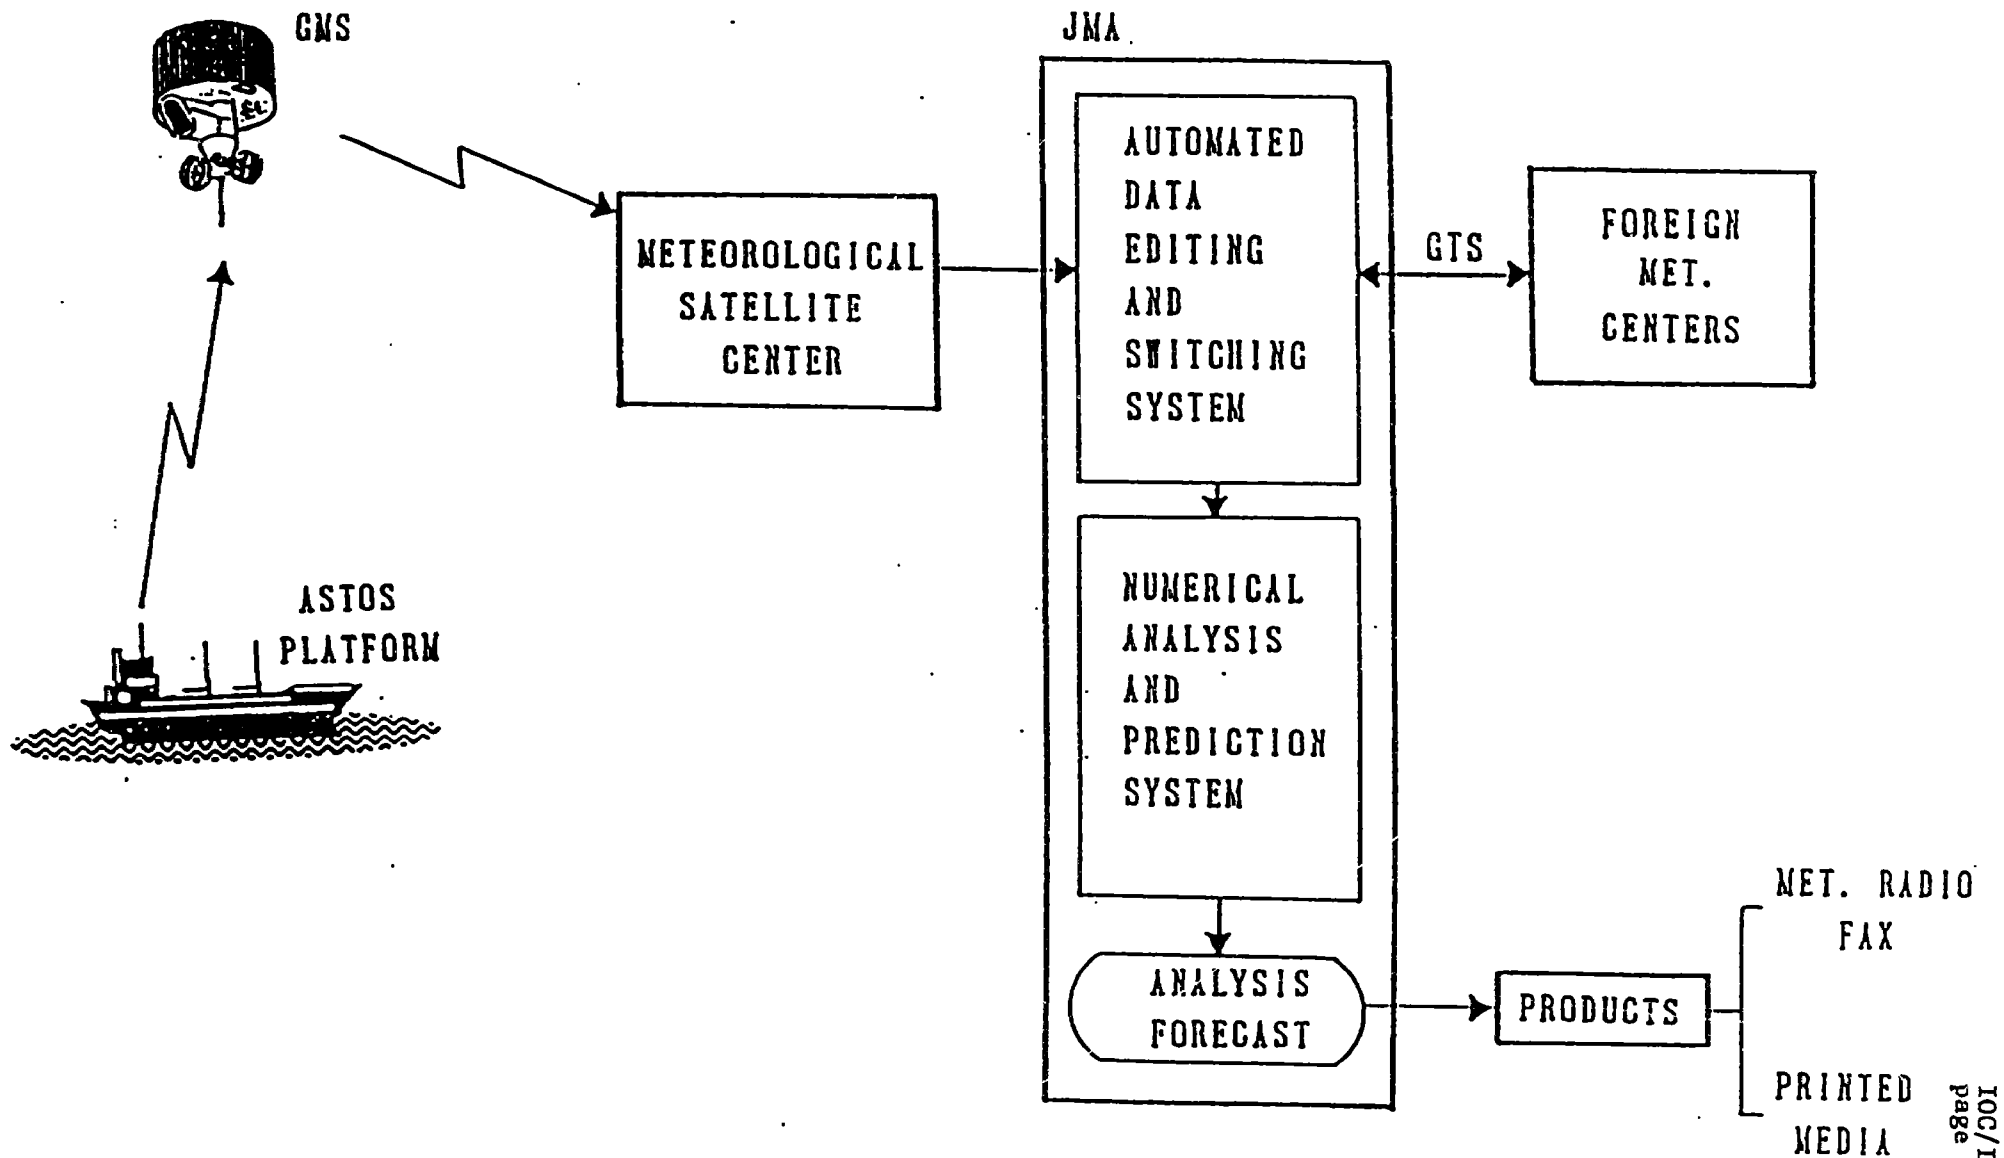 GMS
JMA
AUTOMATED
DATA
EDITING
AND
SWITCHING
SYSTEM
METEOROLOGICAL
SATELLITE
CENTER
GTS
FOREIGN
MET.
CENTERS
ASTOS
PLATFORM
NUMERICAL
ANALYSIS
AND
PREDICTION
SYSTEM
ANALYSIS
FORECAST
PRODUCTS
MET. RADIO
FAX
PRINTED
MEDIA
IOC/I
page